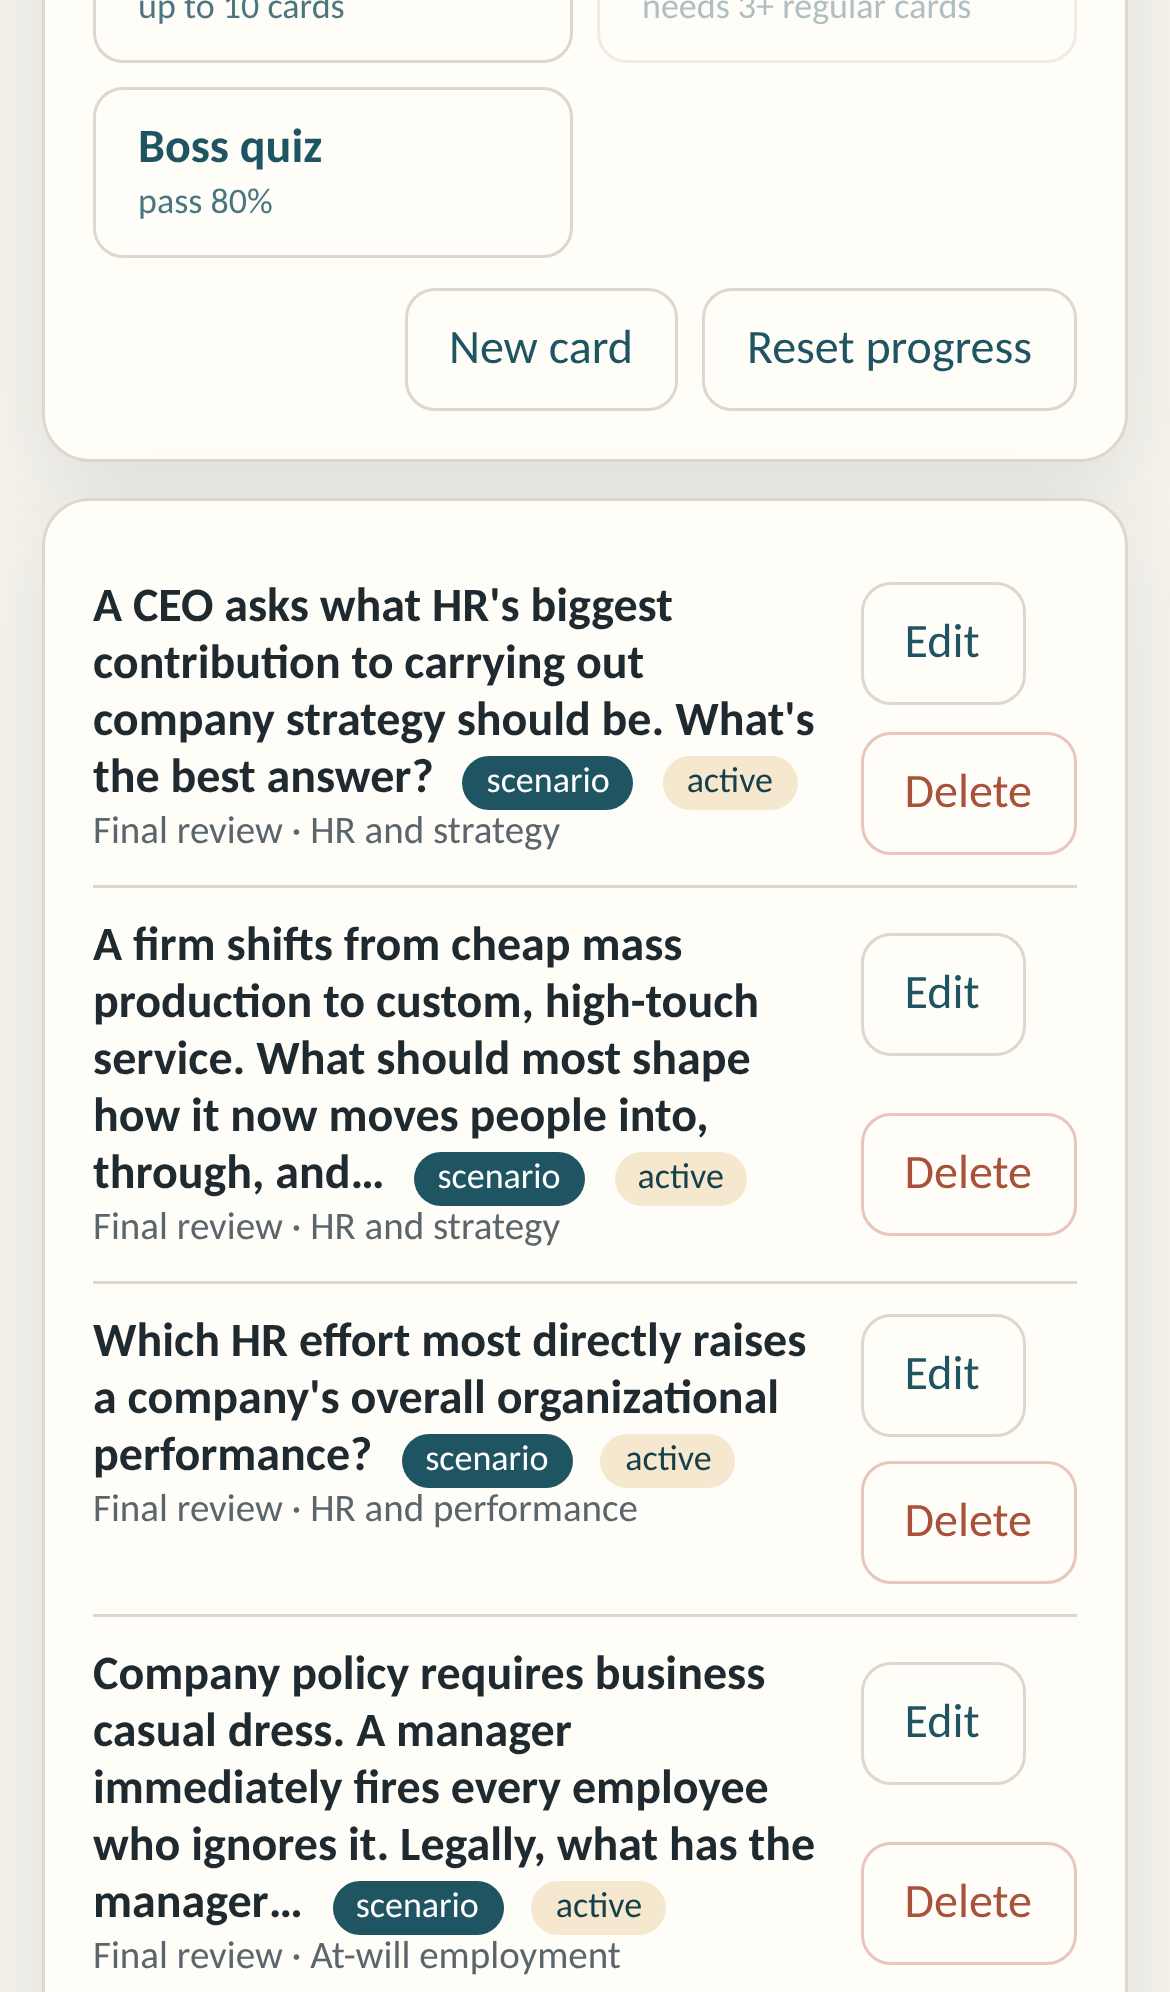 up to 10 cards
needs 3+ regular cards
Boss quiz
pass 80%
New card
Reset progress
A CEO asks what HR's biggest
contribution to carrying out
company strategy should be. What's
the best answer? scenario active
Final review · HR and strategy
Edit
Delete
A firm shifts from cheap mass
production to custom, high-touch
service. What should most shape
how it now moves people into,
through, and... scenario active
Final review · HR and strategy
Edit
Delete
Which HR effort most directly raises
a company's overall organizational
performance? scenario active
Final review · HR and performance
Edit
Delete
Company policy requires business
casual dress. A manager
immediately fires every employee
who ignores it. Legally, what has the
manager... scenario active
Final review · At-will employment
Edit
Delete